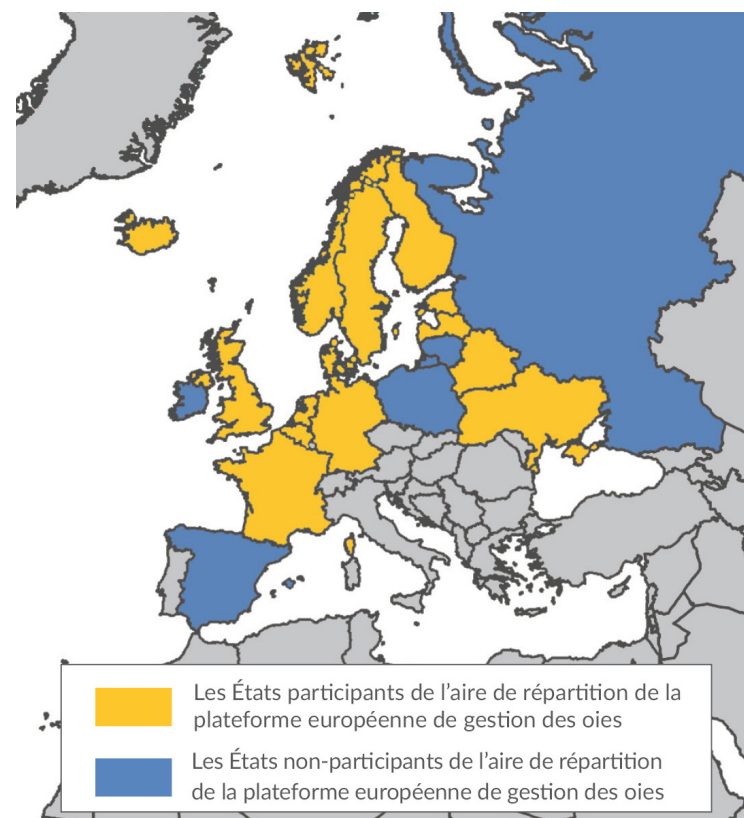 Les États participants de l’aire de répartition de la
plateforme européenne de gestion des oies
Les États non-participants de l’aire de répartition
de la plateforme européenne de gestion des oies